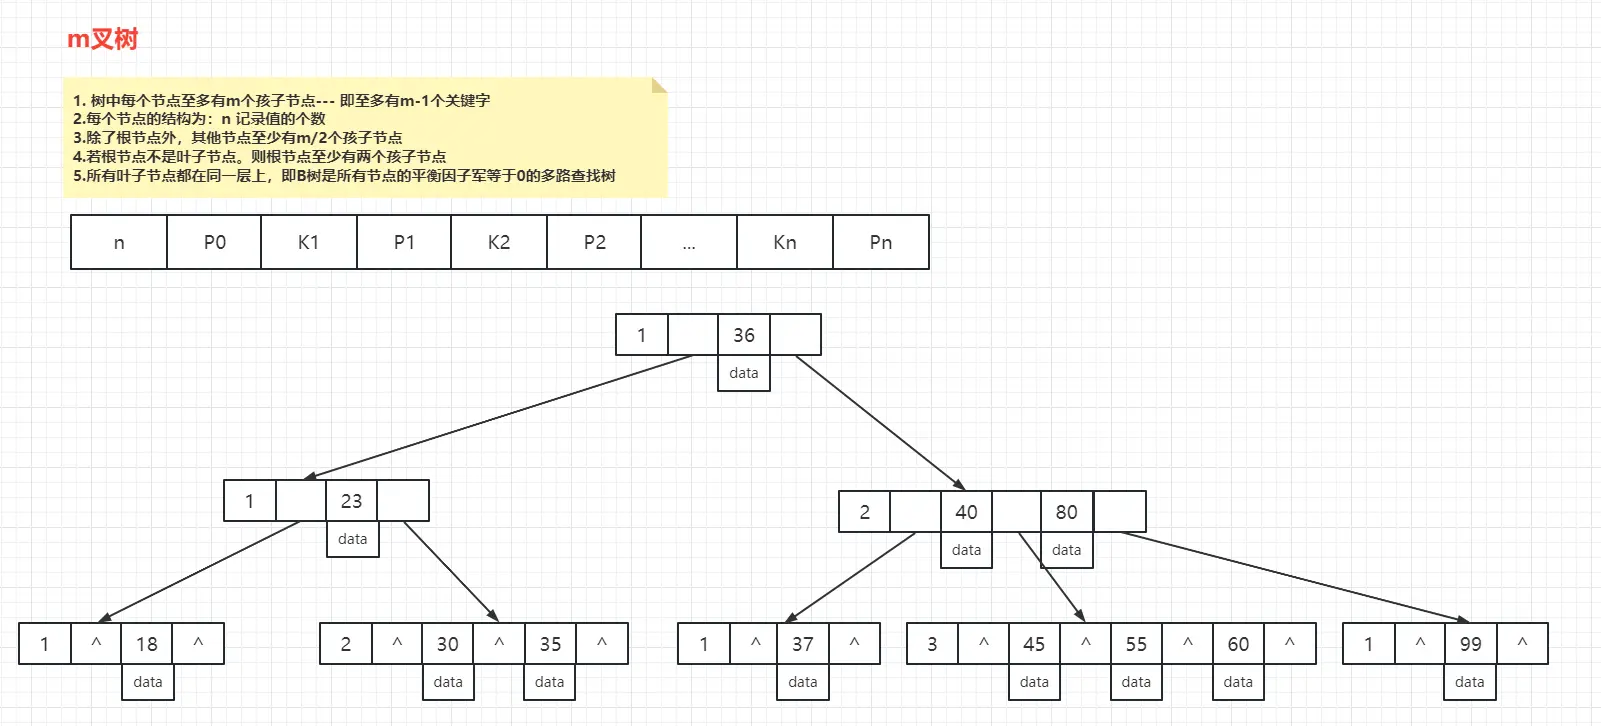 m叉树
1. 树中每个节点至多有m个孩子节点--- 即至多有m-1个关键字
2.每个节点的结构为：n 记录值的个数
3.除了根节点外，其他节点至少有m/2个孩子节点
4.若根节点不是叶子节点。则根节点至少有两个孩子节点
5.所有叶子节点都在同一层上，即B树是所有节点的平衡因子军等于0的多路查找树
n P0 K1 P1 K2 P2 ... Kn Pn
1 36
data
1 23
data
2 40 80
data data
1 ^ 18 ^
data
2 ^ 30 ^ 35 ^
data data
1 ^ 37 ^
data
3 ^ 45 ^ 55 ^ 60 ^
data data data
1 ^ 99 ^
data